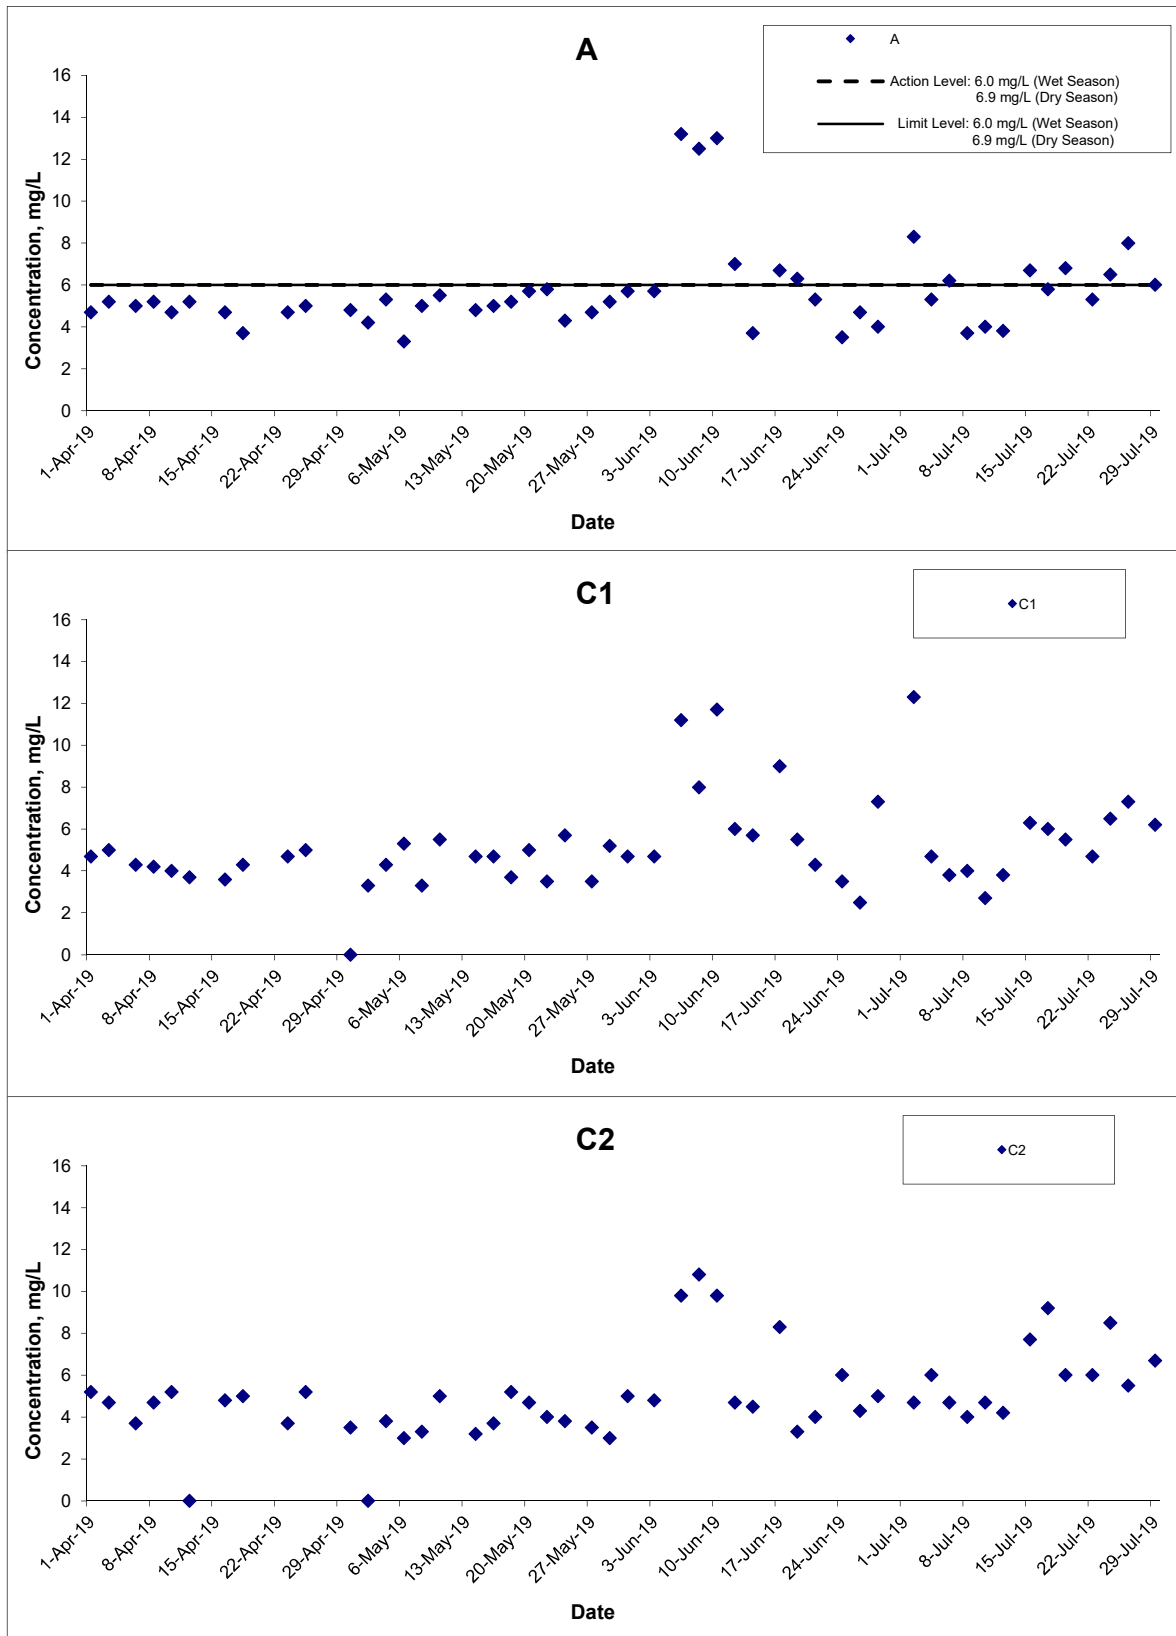 A
A
Action Level: 6.0 mg/L (Wet Season)
6.9 mg/L (Dry Season)
Limit Level: 6.0 mg/L (Wet Season)
6.9 mg/L (Dry Season)
Concentration, mg/L
16
14
12
10
8
6
4
2
0
1-Apr-19
8-Apr-19
15-Apr-19
22-Apr-19
29-Apr-19
6-May-19
13-May-19
20-May-19
27-May-19
3-Jun-19
10-Jun-19
17-Jun-19
24-Jun-19
1-Jul-19
8-Jul-19
15-Jul-19
22-Jul-19
29-Jul-19
Date
C1
C1
Concentration, mg/L
16
14
12
10
8
6
4
2
0
1-Apr-19
8-Apr-19
15-Apr-19
22-Apr-19
29-Apr-19
6-May-19
13-May-19
20-May-19
27-May-19
3-Jun-19
10-Jun-19
17-Jun-19
24-Jun-19
1-Jul-19
8-Jul-19
15-Jul-19
22-Jul-19
29-Jul-19
Date
C2
C2
Concentration, mg/L
16
14
12
10
8
6
4
2
0
1-Apr-19
8-Apr-19
15-Apr-19
22-Apr-19
29-Apr-19
6-May-19
13-May-19
20-May-19
27-May-19
3-Jun-19
10-Jun-19
17-Jun-19
24-Jun-19
1-Jul-19
8-Jul-19
15-Jul-19
22-Jul-19
29-Jul-19
Date